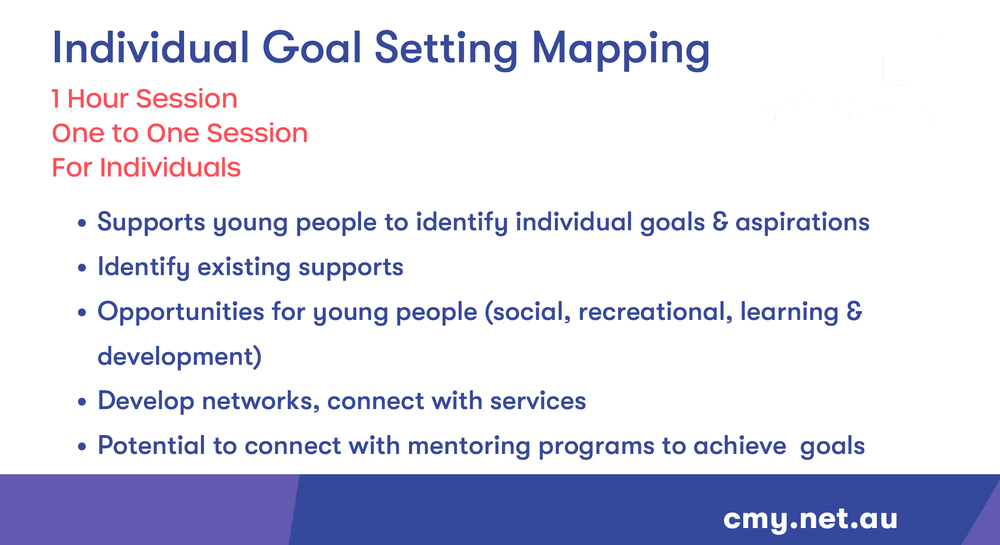 Individual Goal Setting Mapping
1 Hour Session
One to One Session
For Individuals
• Supports young people to identify individual goals & aspirations
• Identify existing supports
• Opportunities for young people (social, recreational, learning &
development)
• Develop networks, connect with services
• Potential to connect with mentoring programs to achieve  goals
cmy.net.au